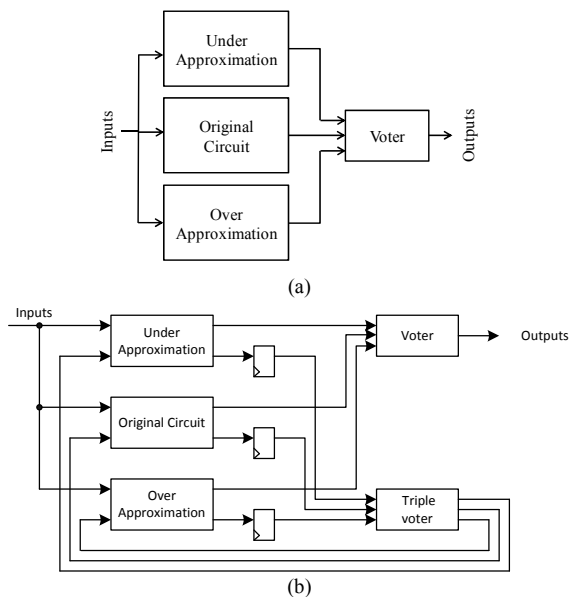 Under
Approximation
Inputs
Original
Circuit
Voter
Outputs
Over
Approximation
(a)
Inputs
Under
Approximation
Voter
Outputs
Original Circuit
Over
Approximation
Triple
voter
(b)